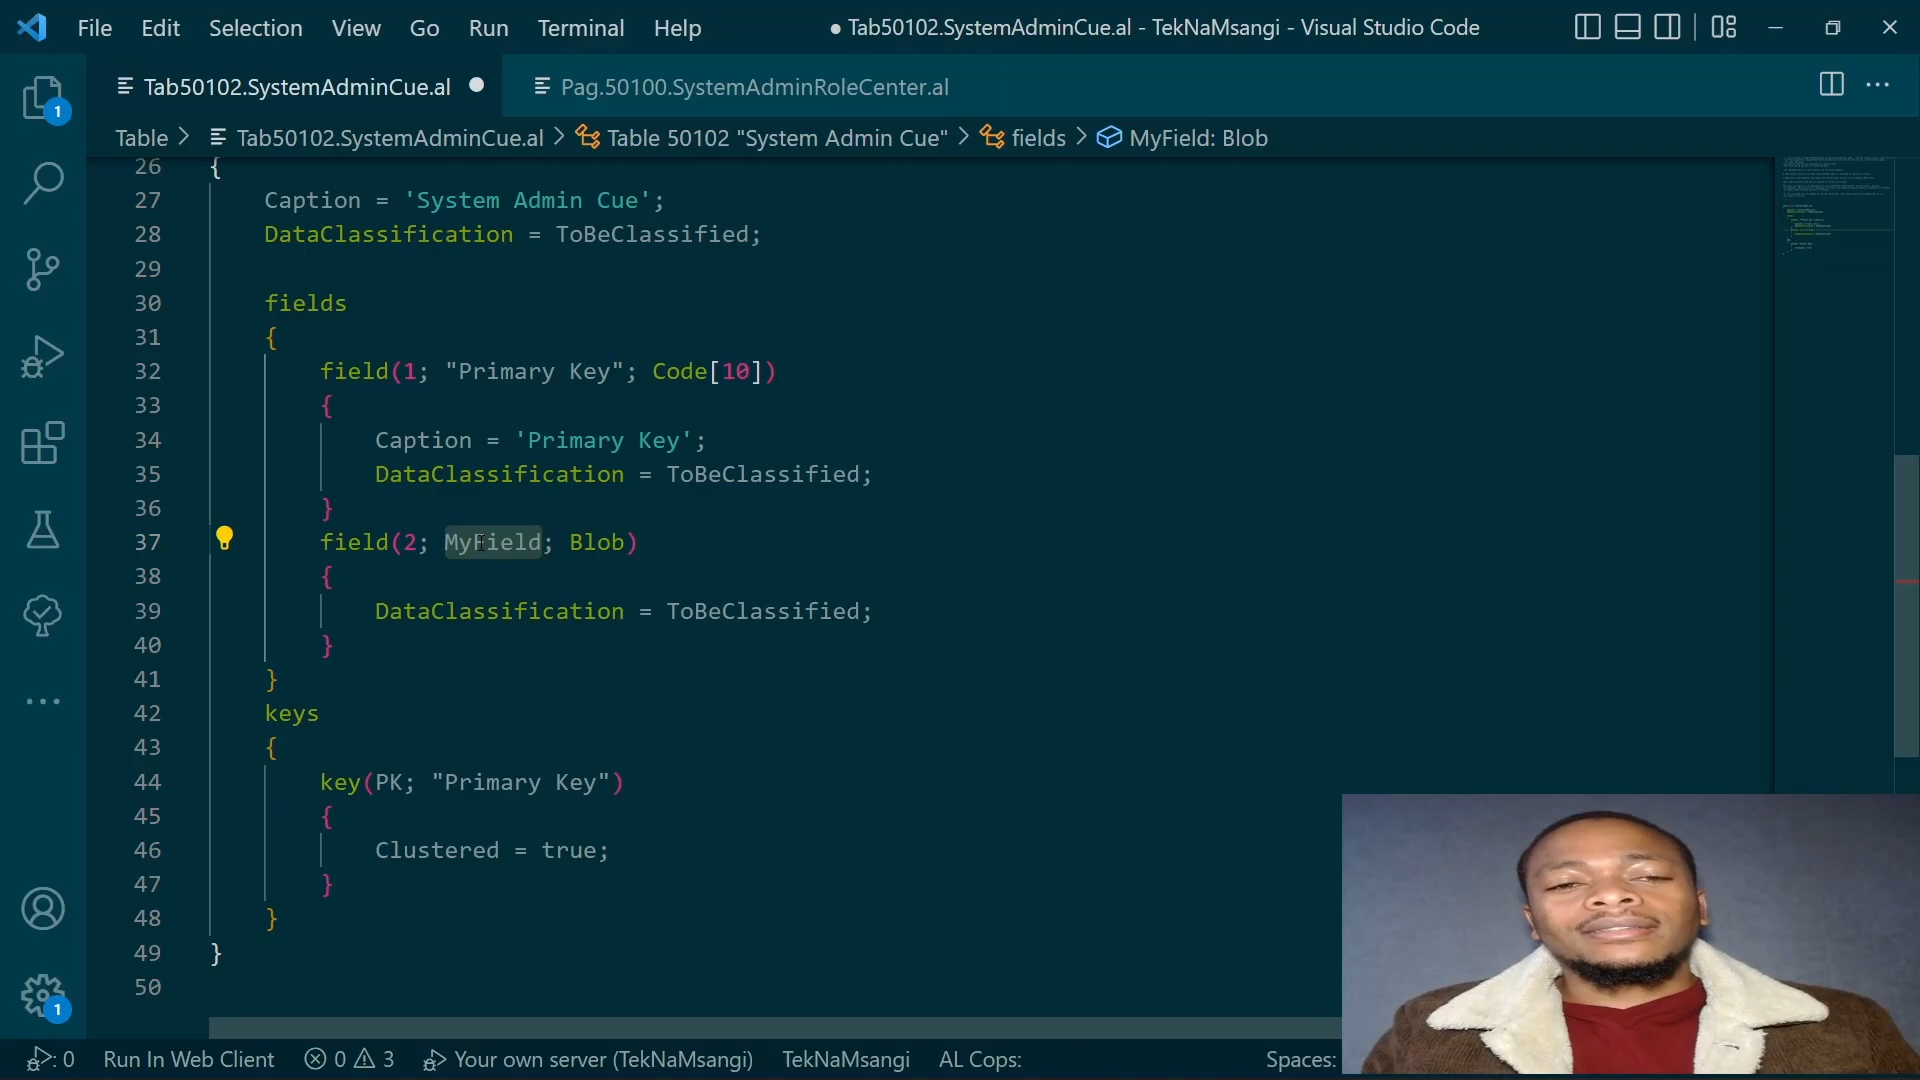 File Edit Selection View Go Run Terminal Help
● Tab50102.SystemAdminCue.al - TekNaMsangi - Visual Studio Code
Tab50102.SystemAdminCue.al
Pag.50100.SystemAdminRoleCenter.al
Table > Tab50102.SystemAdminCue.al > Table 50102 "System Admin Cue" > fields > MyField: Blob
26 {
27 Caption = 'System Admin Cue';
28 DataClassification = ToBeClassified;
29
30 fields
31 {
32 field(1; "Primary Key"; Code[10])
33 {
34 Caption = 'Primary Key';
35 DataClassification = ToBeClassified;
36 }
37 field(2; MyField; Blob)
38 {
39 DataClassification = ToBeClassified;
40 }
41 }
42 keys
43 {
44 key(PK; "Primary Key")
45 {
46 Clustered = true;
47 }
48 }
49 }
50
1
1
: 0 Run In Web Client 0 3 Your own server (TekNaMsangi) TekNaMsangi AL Cops: Spaces: